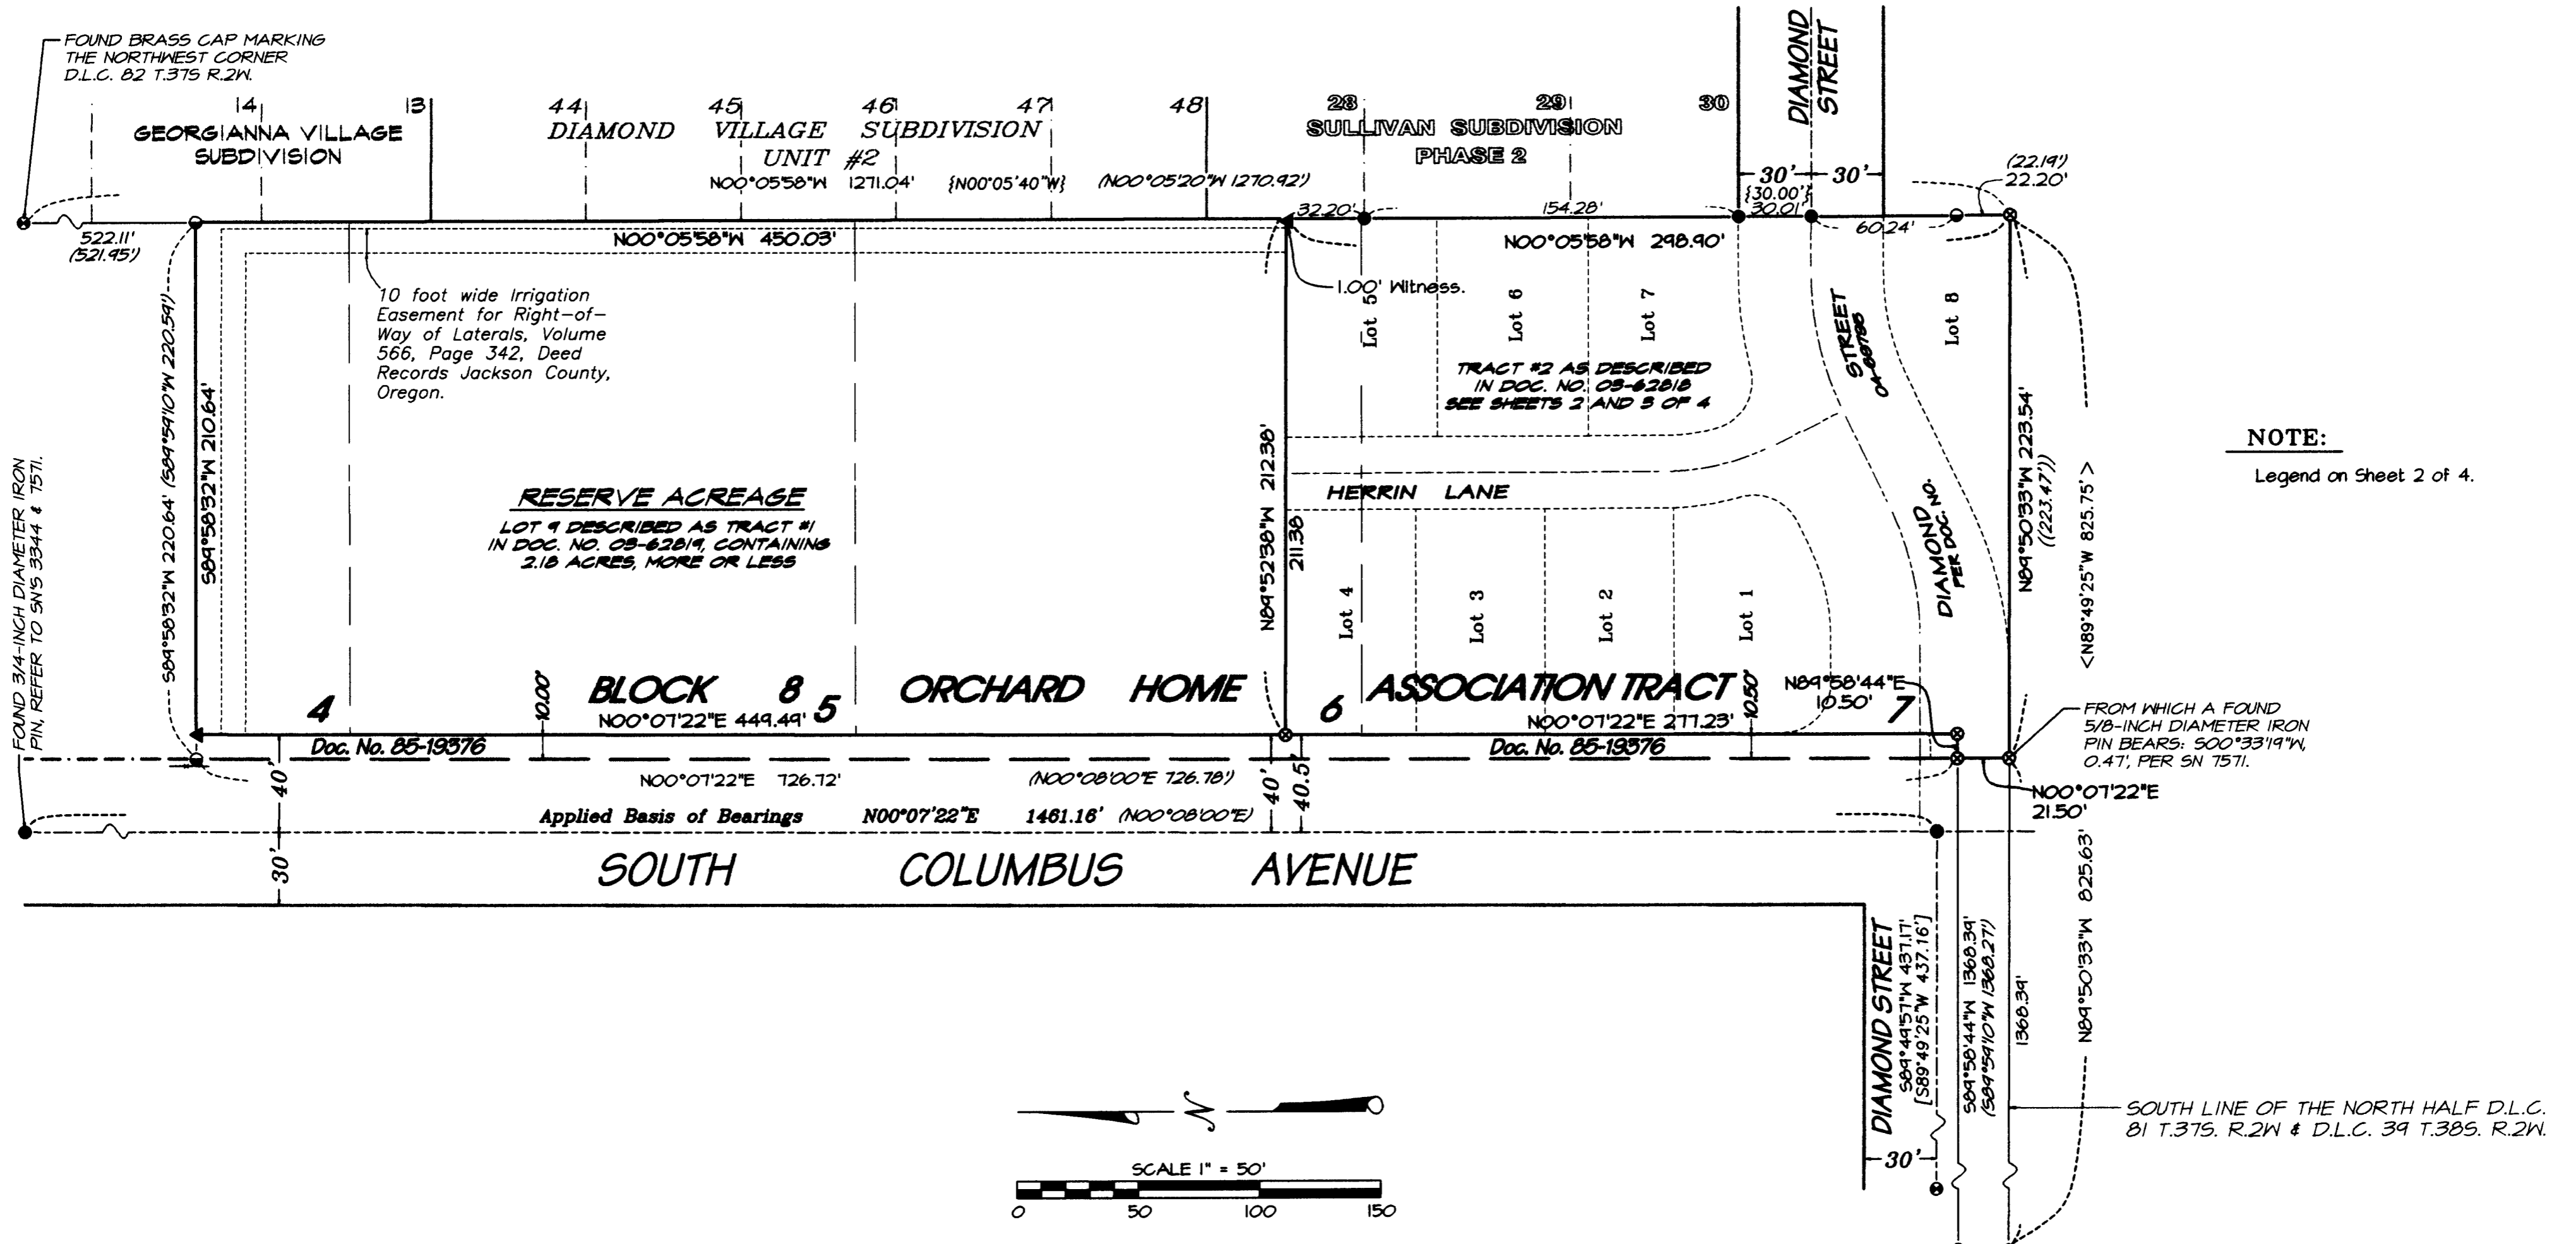 FOUND BRASS CAP MARKING
THE NORTHWEST CORNER
D.L.C. 82 T.37S R.2W.
14
13
44
45
46
47
48
28
29
30
GEORGIANNA VILLAGE
SUBDIVISION
DIAMOND VILLAGE SUBDIVISION
UNIT #2
SULLIVAN SUBDIVISION
PHASE 2
DIAMOND
STREET
N00°05'58"W 1271.04' {N00°05'40"W} (N00°05'20"W 1270.92')
30'
30'
{30.00'}
30.01'
(22.19')
22.20'
522.11'
(521.95')
32.20'
154.28'
60.24'
N00°05'58"W 450.03'
N00°05'58"W 298.90'
1.00' Witness.
10 foot wide Irrigation
Easement for Right-of-
Way of Laterals, Volume
566, Page 342, Deed
Records Jackson County,
Oregon.
S89°58'32"W 220.64' (S89°59'10"W 220.59')
S89°58'32"W 210.64'
FOUND 3/4-INCH DIAMETER IRON
PIN, REFER TO SN'S 3344 & 7571.
RESERVE ACREAGE
LOT 9 DESCRIBED AS TRACT #1
IN DOC. NO. 03-62819, CONTAINING
2.18 ACRES, MORE OR LESS
N89°52'38"W 212.38'
211.38
Lot 5
Lot 6
Lot 7
Lot 8
TRACT #2 AS DESCRIBED
IN DOC. NO. 03-62818
SEE SHEETS 2 AND 3 OF 4
STREET
HERRIN LANE
DIAMOND
PER DOC. NO.
Lot 4
Lot 3
Lot 2
Lot 1
N89°50'33"W 223.54'
((223.47'))
<N89°49'25"W 825.75'>
NOTE:
Legend on Sheet 2 of 4.
4
10.00'
BLOCK 8
5
ORCHARD HOME
6
ASSOCIATION TRACT
7
N00°07'22"E 449.49'
N00°07'22"E 277.23'
10.50'
N89°58'44"E
10.50'
Doc. No. 85-19376
Doc. No. 85-19376
FROM WHICH A FOUND
5/8-INCH DIAMETER IRON
PIN BEARS: S00°33'19"W,
0.47', PER SN 7571.
N00°07'22"E 726.72' (N00°08'00"E 726.78')
40'
40'
40.5'
N00°07'22"E
21.50'
Applied Basis of Bearings N00°07'22"E 1461.16' (N00°08'00"E)
30'
SOUTH COLUMBUS AVENUE
DIAMOND STREET
S89°49'57"W 437.17'
[S89°49'25"W 437.16']
S89°58'44"W 1368.39'
(S89°59'10"W 1368.27')
1368.39'
N89°50'33"W 825.63'
30'
SOUTH LINE OF THE NORTH HALF D.L.C.
81 T.37S. R.2W & D.L.C. 39 T.38S. R.2W.
N
SCALE 1" = 50'
0
50
100
150